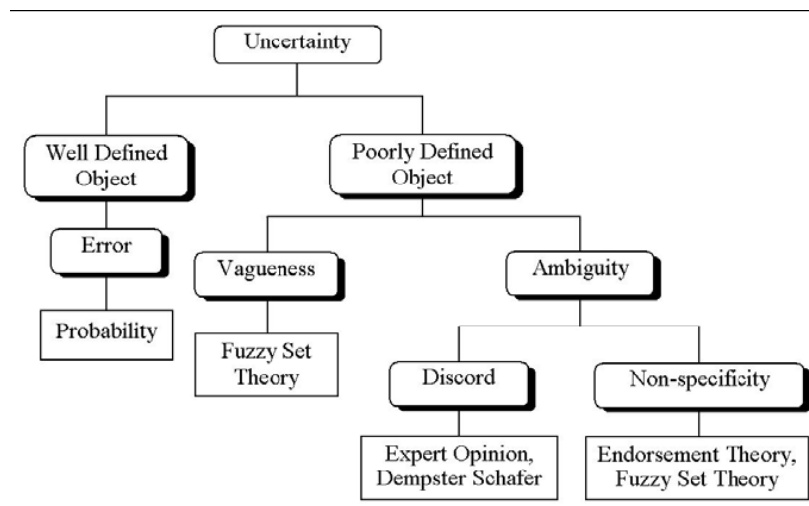 Uncertainty
Well Defined
Object
Poorly Defined
Object
Error
Vagueness
Ambiguity
Probability
Fuzzy Set
Theory
Discord
Non-specificity
Expert Opinion,
Dempster Schafer
Endorsement Theory,
Fuzzy Set Theory